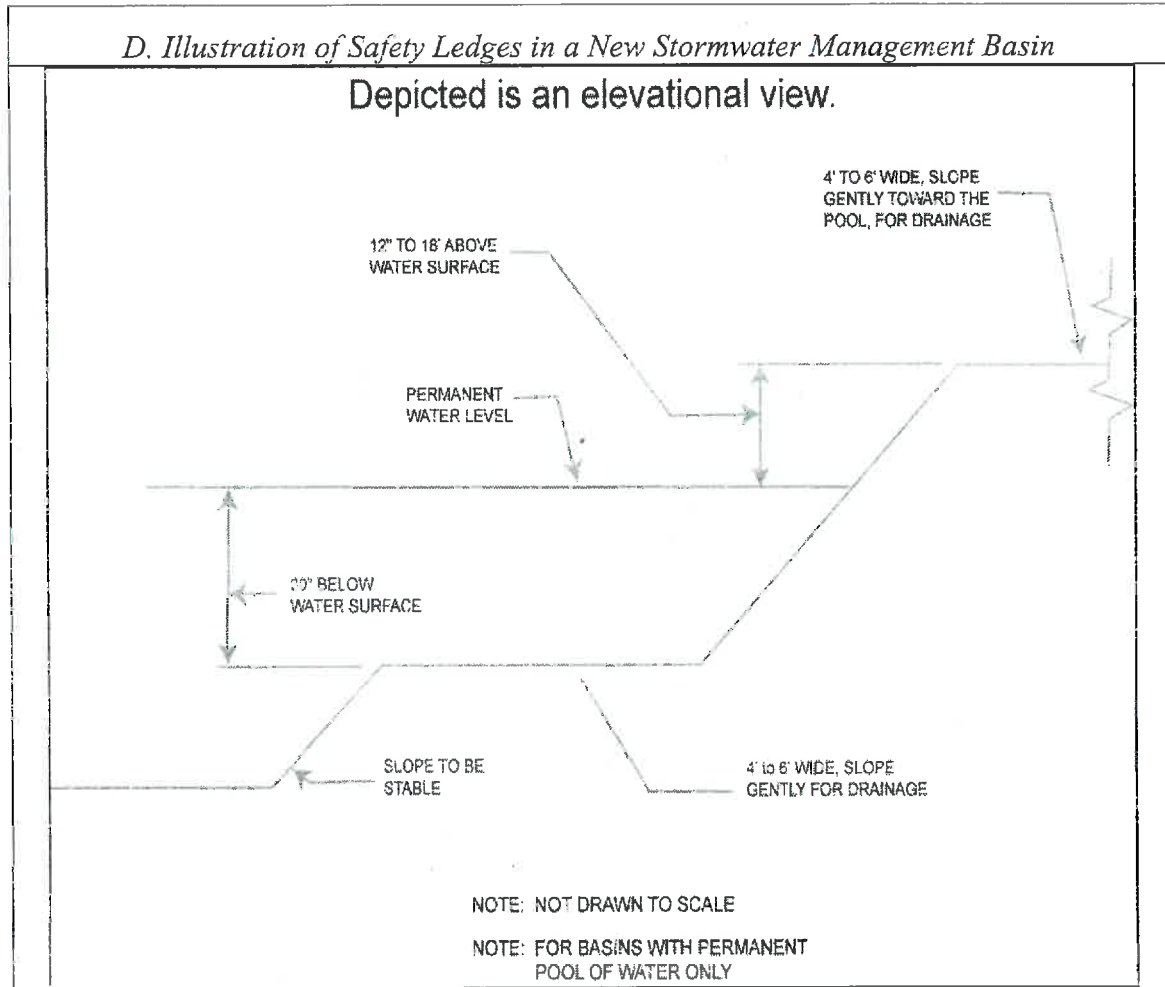 D. Illustration of Safety Ledges in a New Stormwater Management Basin
Depicted is an elevational view.
4' TO 6' WIDE, SLOPE
GENTLY TOWARD THE
POOL, FOR DRAINAGE
12" TO 18' ABOVE
WATER SURFACE
PERMANENT
WATER LEVEL
BELOW
WATER SURFACE
SLOPE TO BE
STABLE
4' to 6' WIDE, SLOPE
GENTLY FOR DRAINAGE
NOTE: NOT DRAWN TO SCALE
NOTE: FOR BASINS WITH PERMANENT
POOL OF WATER ONLY